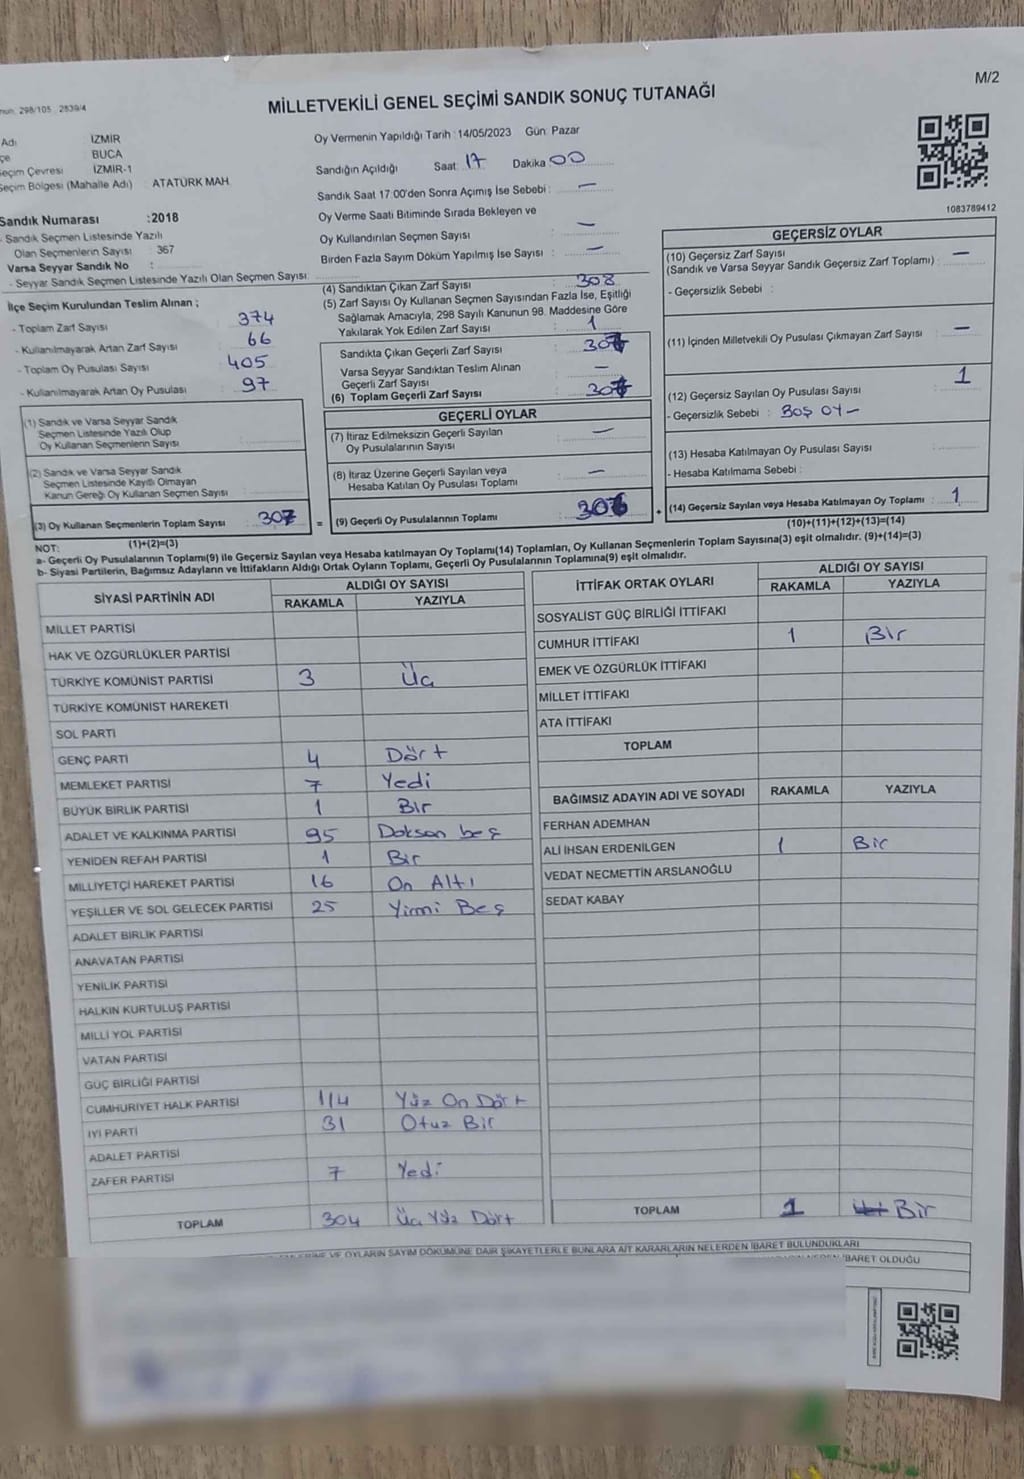 M/2
nun: 298/105 , 2839/4
MİLLETVEKİLİ GENEL SEÇİMİ SANDIK SONUÇ TUTANAĞI
Adı İZMİR
çe BUCA
eçim Çevresi İZMİR-1
eçim Bölgesi (Mahalle Adı) : ATATÜRK MAH.
Sandık Numarası :2018
- Sandık Seçmen Listesinde Yazılı
Olan Seçmenlerin Sayısı : 367
Varsa Seyyar Sandık No :
- Seyyar Sandık Seçmen Listesinde Yazılı Olan Seçmen Sayısı:
İlçe Seçim Kurulundan Teslim Alınan ;
- Toplam Zarf Sayısı : 374
- Kullanılmayarak Artan Zarf Sayısı : 66
- Toplam Oy Pusulası Sayısı : 405
- Kullanılmayarak Artan Oy Pusulası : 97
(1) Sandık ve Varsa Seyyar Sandık
Seçmen Listesinde Yazılı Olup
Oy Kullanan Seçmenlerin Sayısı
(2) Sandık ve Varsa Seyyar Sandık
Seçmen Listesinde Kayıtlı Olmayan
Kanun Gereği Oy Kullanan Seçmen Sayısı
(3) Oy Kullanan Seçmenlerin Toplam Sayısı : 307
(1)+(2)=(3)
Oy Vermenin Yapıldığı Tarih :14/05/2023 Gün: Pazar
Sandığın Açıldığı Saat: 17 Dakika 00
Sandık Saat 17:00'den Sonra Açımış İse Sebebi : —
Oy Verme Saati Bitiminde Sırada Bekleyen ve
Oy Kullandırılan Seçmen Sayısı : —
Birden Fazla Sayım Döküm Yapılmış İse Sayısı : —
(4) Sandıktan Çıkan Zarf Sayısı : 308
(5) Zarf Sayısı Oy Kullanan Seçmen Sayısından Fazla İse, Eşitliği
Sağlamak Amacıyla, 298 Sayılı Kanunun 98. Maddesine Göre
Yakılarak Yok Edilen Zarf Sayısı : 1
Sandıkta Çıkan Geçerli Zarf Sayısı : 307
Varsa Seyyar Sandıktan Teslim Alınan
Geçerli Zarf Sayısı : —
(6) Toplam Geçerli Zarf Sayısı : 307
GEÇERLİ OYLAR
(7) İtiraz Edilmeksizin Geçerli Sayılan
Oy Pusulalarının Sayısı : —
(8) İtiraz Üzerine Geçerli Sayılan veya
Hesaba Katılan Oy Pusulası Toplamı : —
= (9) Geçerli Oy Pusulalarının Toplamı : 306 +
1083789412
GEÇERSİZ OYLAR
(10) Geçersiz Zarf Sayısı
(Sandık ve Varsa Seyyar Sandık Geçersiz Zarf Toplamı) : —
- Geçersizlik Sebebi :
(11) İçinden Milletvekili Oy Pusulası Çıkmayan Zarf Sayısı : —
(12) Geçersiz Sayılan Oy Pusulası Sayısı : 1
- Geçersizlik Sebebi : BOŞ OY —
(13) Hesaba Katılmayan Oy Pusulası Sayısı
- Hesaba Katılmama Sebebi :
(14) Geçersiz Sayılan veya Hesaba Katılmayan Oy Toplamı : 1
(10)+(11)+(12)+(13)=(14)
NOT:
a- Geçerli Oy Pusulalarının Toplamı(9) ile Geçersiz Sayılan veya Hesaba katılmayan Oy Toplamı(14) Toplamları, Oy Kullanan Seçmenlerin Toplam Sayısına(3) eşit olmalıdır. (9)+(14)=(3)
b- Siyasi Partilerin, Bağımsız Adayların ve İttifakların Aldığı Ortak Oyların Toplamı, Geçerli Oy Pusulalarının Toplamına(9) eşit olmalıdır.
SİYASİ PARTİNİN ADI ALDIĞI OY SAYISI
RAKAMLA YAZIYLA
MİLLET PARTİSİ
HAK VE ÖZGÜRLÜKLER PARTİSİ
TÜRKİYE KOMÜNİST PARTİSİ 3 Üç
TÜRKİYE KOMÜNİST HAREKETİ
SOL PARTİ
GENÇ PARTİ 4 Dört
MEMLEKET PARTİSİ 7 Yedi
BÜYÜK BİRLİK PARTİSİ 1 Bir
ADALET VE KALKINMA PARTİSİ 95 Doksan beş
YENİDEN REFAH PARTİSİ 1 Bir
MİLLİYETÇİ HAREKET PARTİSİ 16 On Altı
YEŞİLLER VE SOL GELECEK PARTİSİ 25 Yirmi Beş
ADALET BİRLİK PARTİSİ
ANAVATAN PARTİSİ
YENİLİK PARTİSİ
HALKIN KURTULUŞ PARTİSİ
MİLLİ YOL PARTİSİ
VATAN PARTİSİ
GÜÇ BİRLİĞİ PARTİSİ
CUMHURİYET HALK PARTİSİ 114 Yüz On Dört
İYİ PARTİ 31 Otuz Bir
ADALET PARTİSİ
ZAFER PARTİSİ 7 Yedi
TOPLAM 304 Üç Yüz Dört
İTTİFAK ORTAK OYLARI ALDIĞI OY SAYISI
RAKAMLA YAZIYLA
SOSYALİST GÜÇ BİRLİĞİ İTTİFAKI
CUMHUR İTTİFAKI 1 Bir
EMEK VE ÖZGÜRLÜK İTTİFAKI
MİLLET İTTİFAKI
ATA İTTİFAKI
TOPLAM
BAĞIMSIZ ADAYIN ADI VE SOYADI RAKAMLA YAZIYLA
FERHAN ADEMHAN
ALİ İHSAN ERDENİLGEN 1 Bir
VEDAT NECMETTİN ARSLANOĞLU
SEDAT KABAY
TOPLAM 1 Bir
VE OYLARIN SAYIM DÖKÜMÜNE DAİR ŞİKAYETLERLE BUNLARA AİT KARARLARIN NELERDEN İBARET BULUNDUKLARI
İBARET OLDUĞU